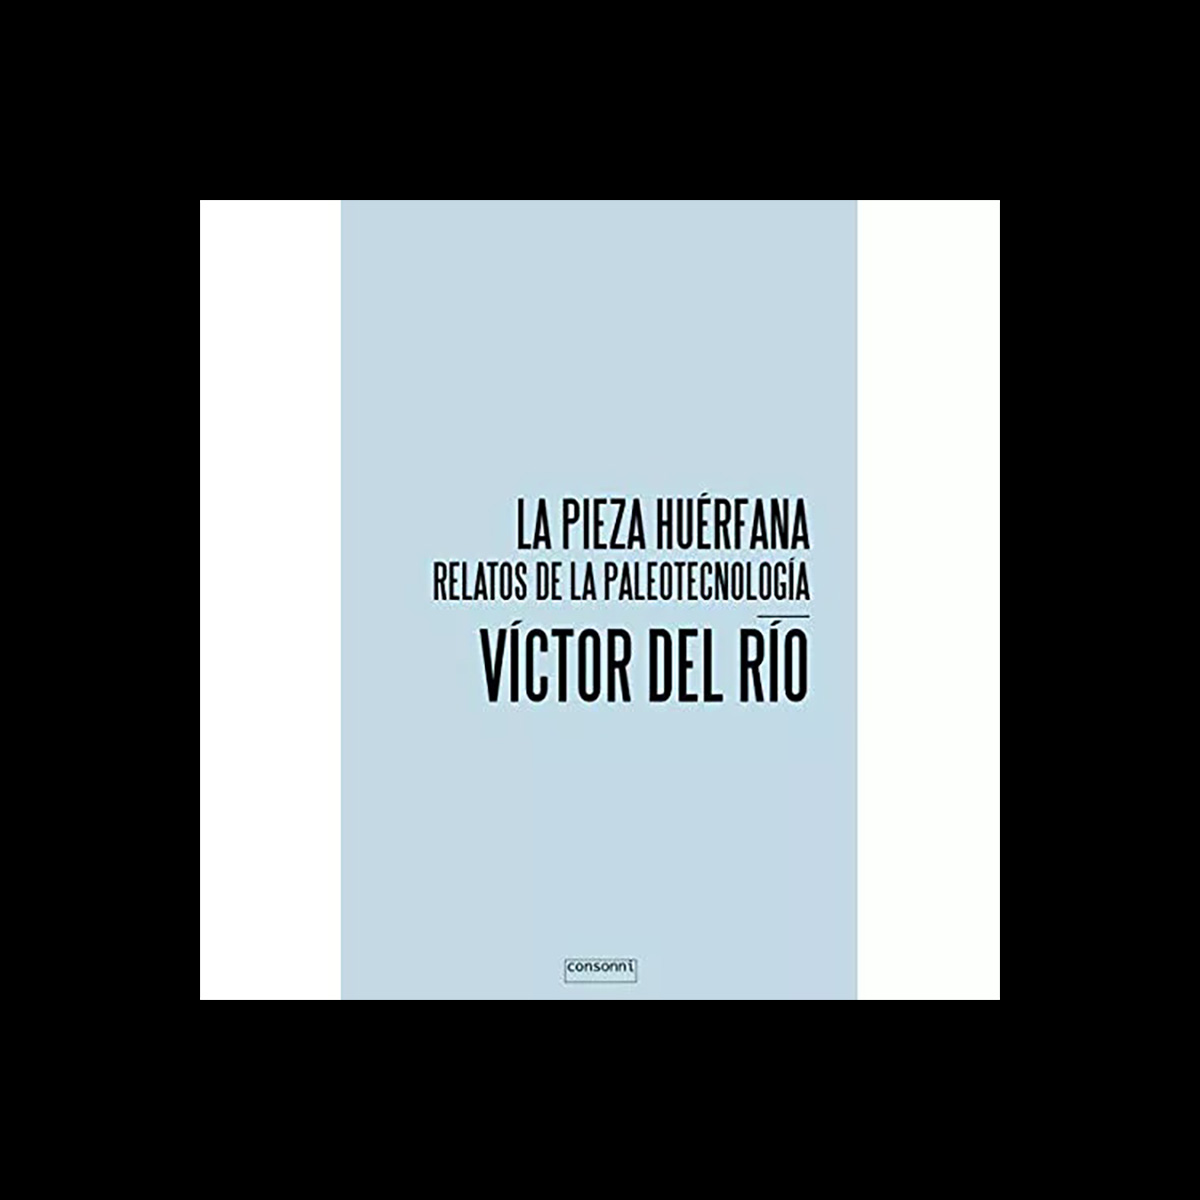 LA PIEZA HUÉRFANA
RELATOS DE LA PALEOTECNOLOGÍA
VÍCTOR DEL RÍO
consonni